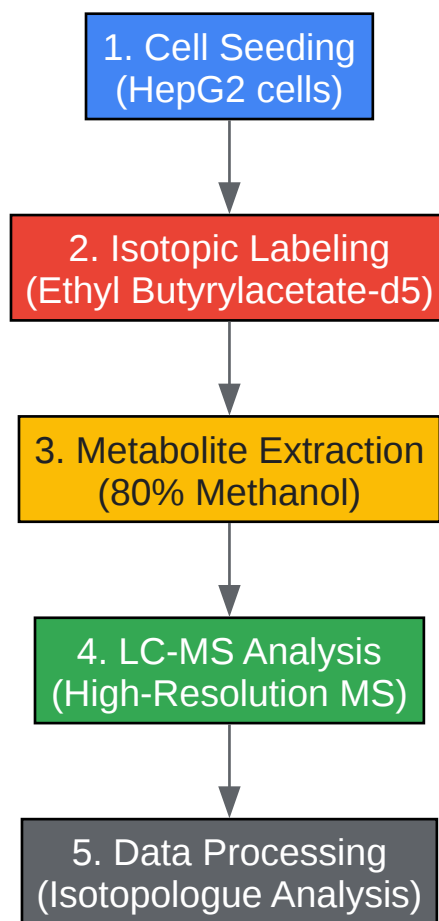 1. Cell Seeding
(HepG2 cells)
2. Isotopic Labeling
(Ethyl Butyrylacetate-d5)
3. Metabolite Extraction
(80% Methanol)
4. LC-MS Analysis
(High-Resolution MS)
5. Data Processing
(Isotopologue Analysis)